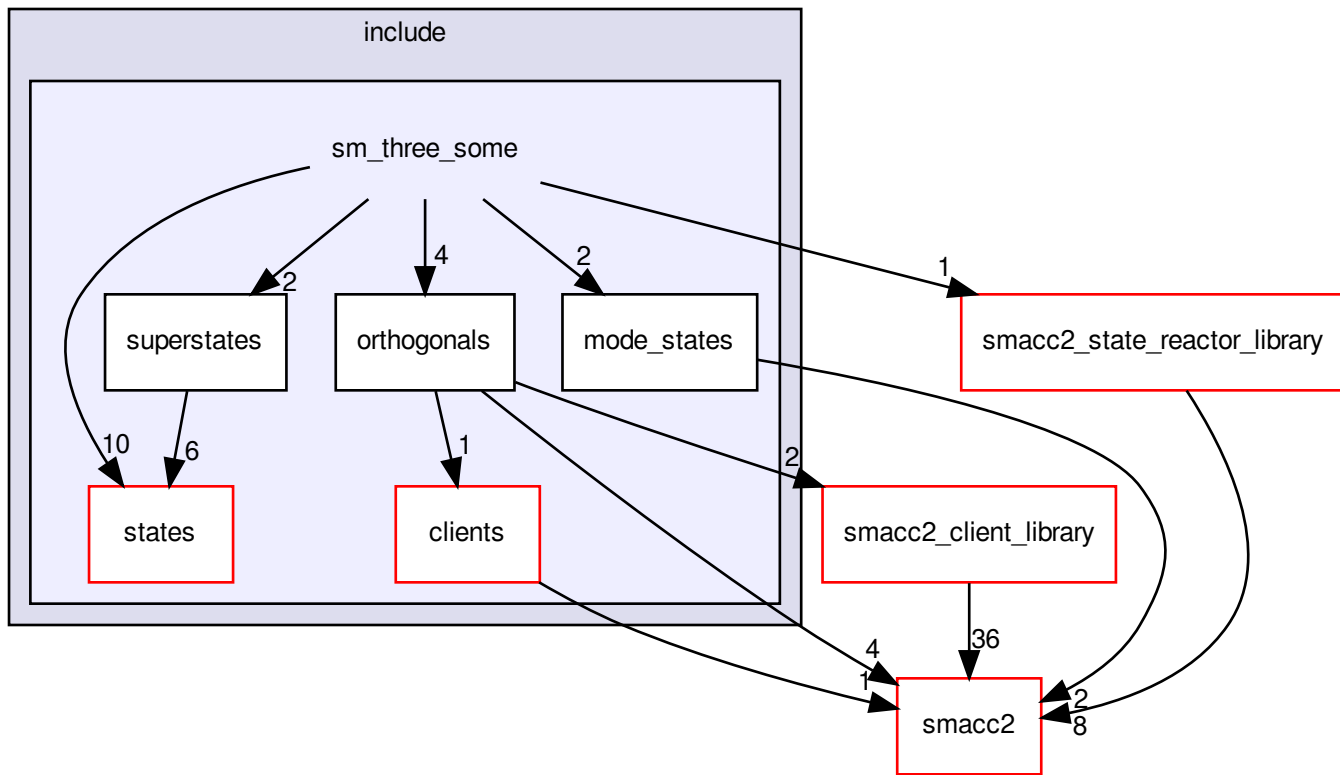 include
sm_three_some
1
2
4
2
superstates
orthogonals
mode_states
smacc2_state_reactor_library
10
6
1
2
states
clients
smacc2_client_library
36
4
1
2
8
smacc2